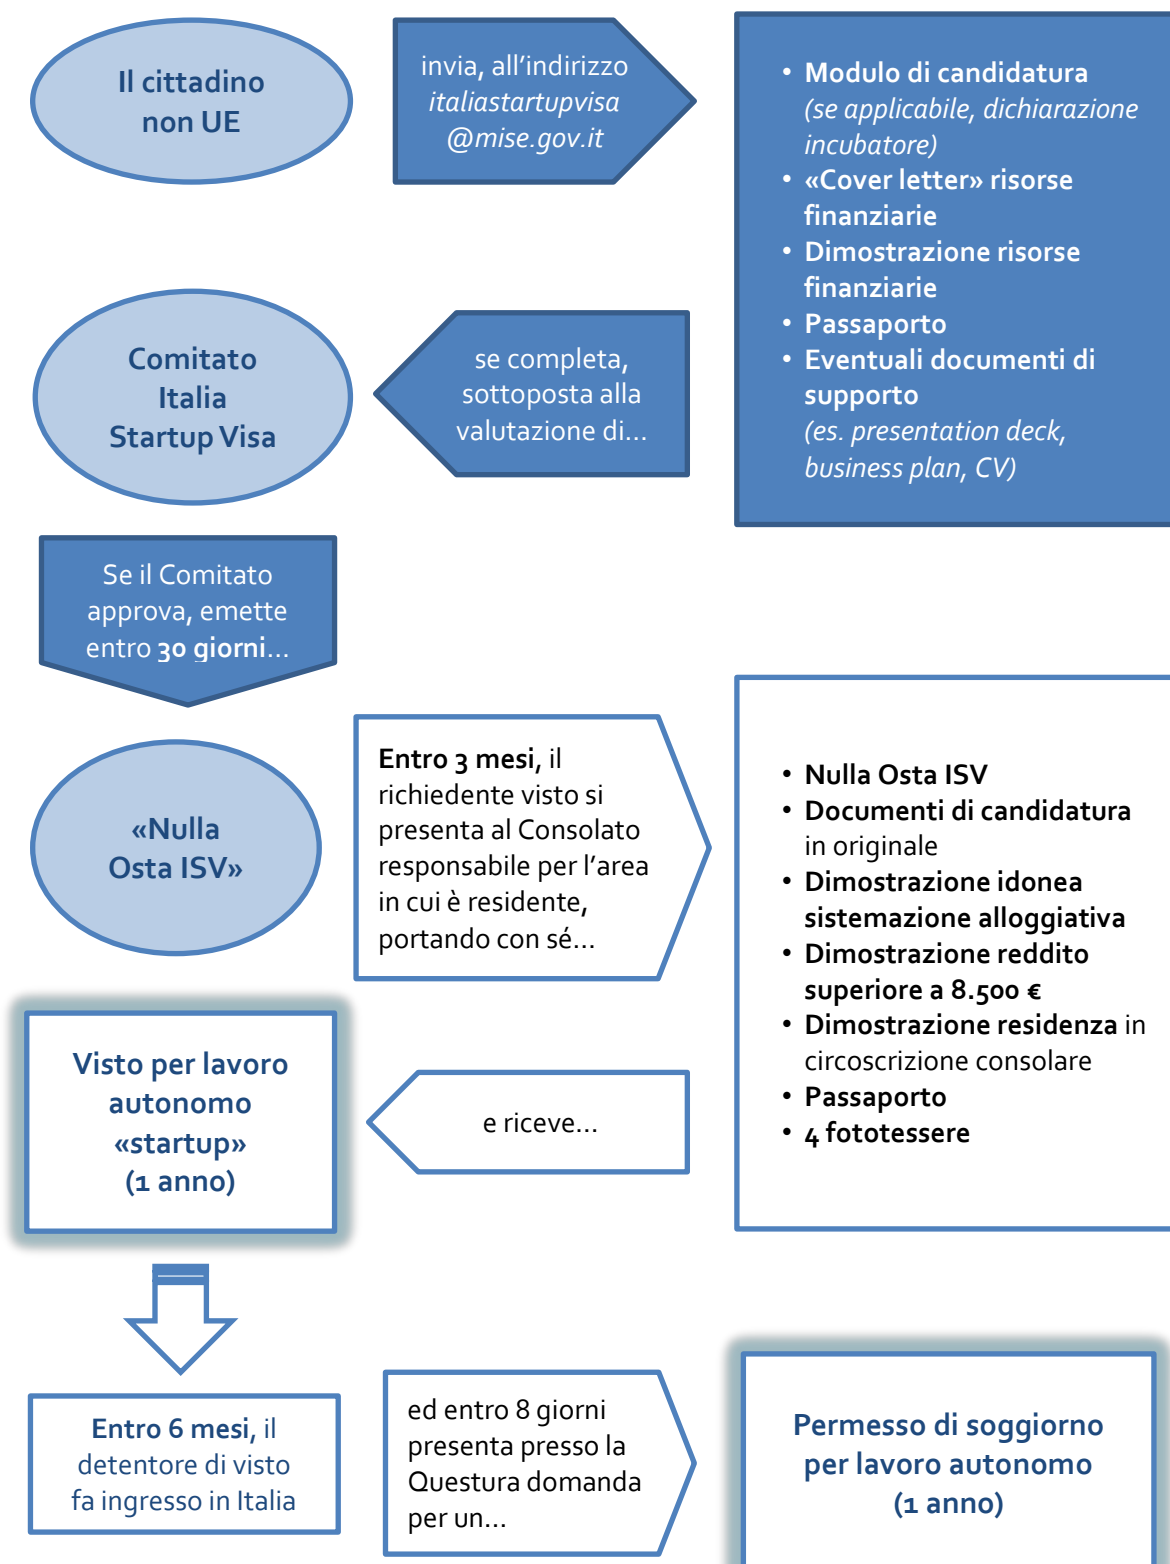 Il cittadino
non UE
invia, all'indirizzo
italiastartupvisa
@mise.gov.it
• Modulo di candidatura
(se applicabile, dichiarazione
incubatore)
• «Cover letter» risorse
finanziarie
• Dimostrazione risorse
finanziarie
• Passaporto
• Eventuali documenti di
supporto
(es. presentation deck,
business plan, CV)
se completa,
sottoposta alla
valutazione di...
Comitato
Italia
Startup Visa
Se il Comitato
approva, emette
entro 30 giorni...
«Nulla
Osta ISV»
Entro 3 mesi, il
richiedente visto si
presenta al Consolato
responsabile per l'area
in cui è residente,
portando con sé...
• Nulla Osta ISV
• Documenti di candidatura
in originale
• Dimostrazione idonea
sistemazione alloggiativa
• Dimostrazione reddito
superiore a 8.500 €
• Dimostrazione residenza in
circoscrizione consolare
• Passaporto
• 4 fototessere
e riceve...
Visto per lavoro
autonomo
«startup»
(1 anno)
Entro 6 mesi, il
detentore di visto
fa ingresso in Italia
ed entro 8 giorni
presenta presso la
Questura domanda
per un...
Permesso di soggiorno
per lavoro autonomo
(1 anno)